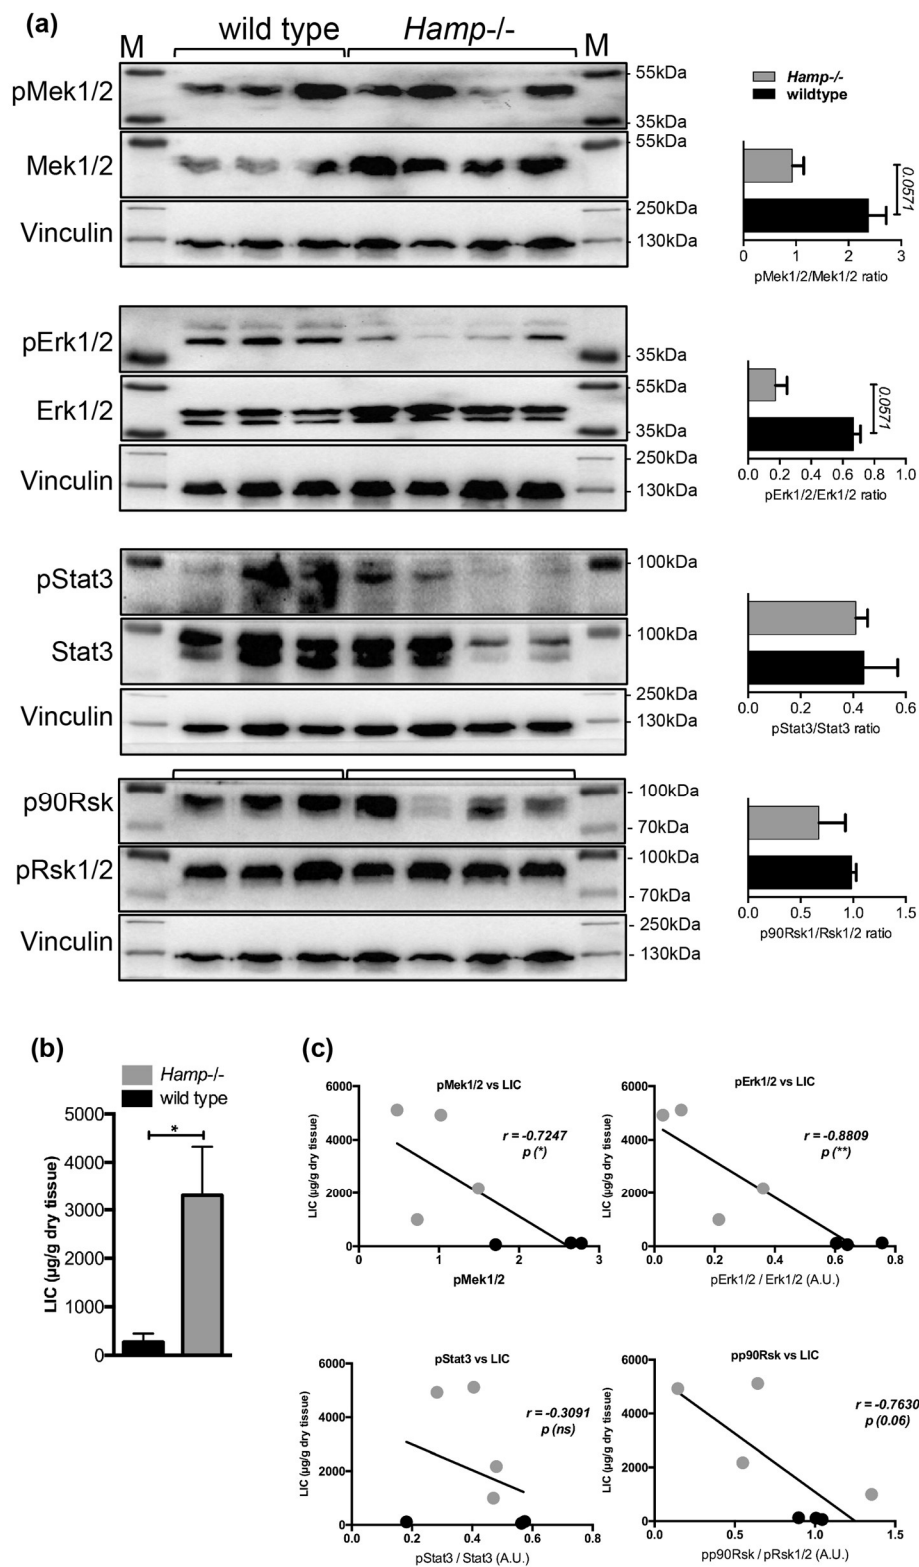 (a)
wild type
Hamp-/-
M
M
pMek1/2
55kDa
35kDa
Mek1/2
55kDa
Vinculin
250kDa
130kDa
Hamp-/-
wildtype
0.0571
0 1 2 3
pMek1/2/Mek1/2 ratio
pErk1/2
35kDa
Erk1/2
55kDa
35kDa
Vinculin
250kDa
130kDa
0.0571
0.0 0.2 0.4 0.6 0.8 1.0
pErk1/2/Erk1/2 ratio
pStat3
100kDa
Stat3
100kDa
Vinculin
250kDa
130kDa
0.0 0.2 0.4 0.6
pStat3/Stat3 ratio
p90Rsk
100kDa
70kDa
pRsk1/2
100kDa
70kDa
Vinculin
250kDa
130kDa
0.0 0.5 1.0 1.5
p90Rsk1/Rsk1/2 ratio
(b)
Hamp-/-
wild type
*
5000
4000
3000
2000
1000
0
LIC (µg/g dry tissue)
(c)
pMek1/2 vs LIC
r = -0.7247
p (*)
6000
4000
2000
0
LIC (µg/g dry tissue)
0 1 2 3
pMek1/2
pErk1/2 vs LIC
r = -0.8809
p (**)
6000
4000
2000
0
LIC (µg/g dry tissue)
0.0 0.2 0.4 0.6 0.8
pErk1/2 / Erk1/2 (A.U.)
pStat3 vs LIC
r = -0.3091
p (ns)
6000
4000
2000
0
LIC (µg/g dry tissue)
0.0 0.2 0.4 0.6 0.8
pStat3 / Stat3 (A.U.)
pp90Rsk vs LIC
r = -0.7630
p (0.06)
6000
4000
2000
0
LIC (µg/g dry tissue)
0.0 0.5 1.0 1.5
pp90Rsk / pRsk1/2 (A.U.)